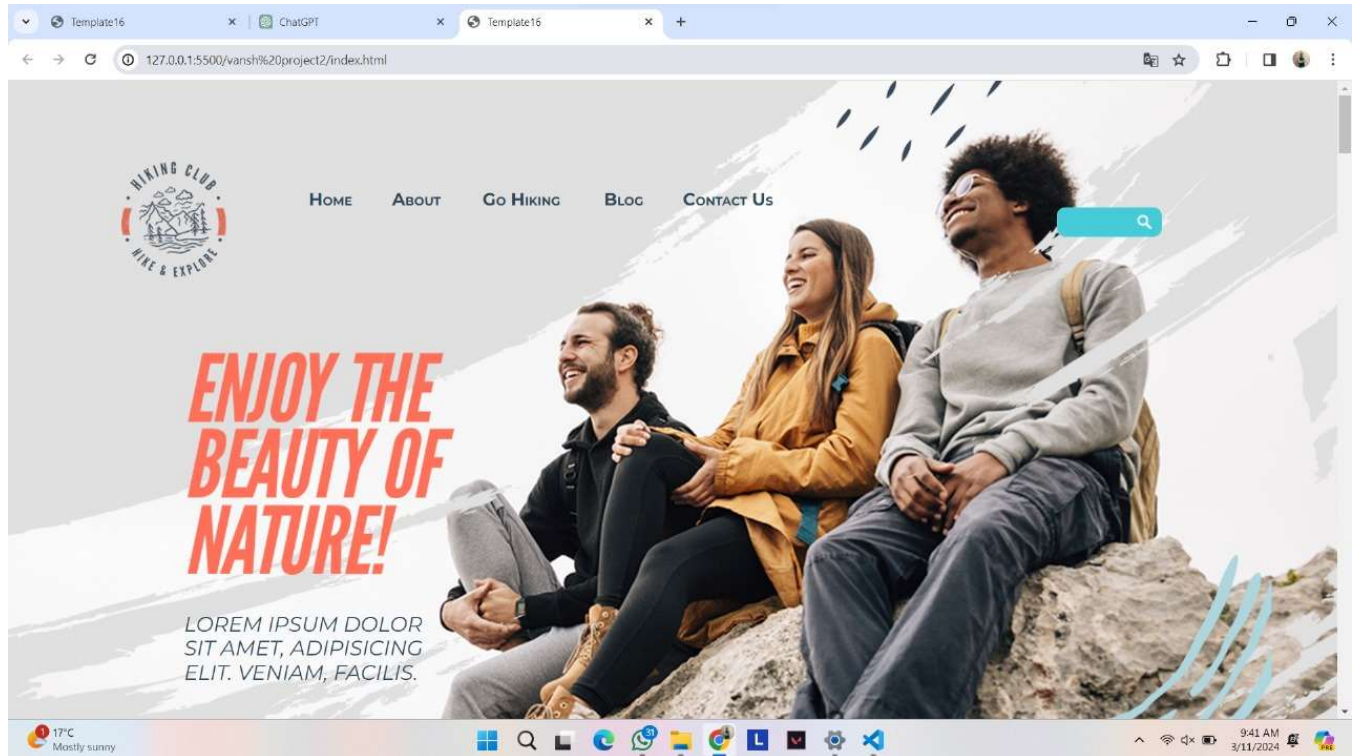 Template16
ChatGPT
Template16
127.0.0.1:5500/vansh%20project2/index.html
HIKING CLUB
HIKE & EXPLORE
Home About Go Hiking Blog Contact Us
ENJOY THE
BEAUTY OF
NATURE!
LOREM IPSUM DOLOR
SIT AMET, ADIPISICING
ELIT. VENIAM, FACILIS.
17°C
Mostly sunny
L
9:41 AM
3/11/2024
PRE